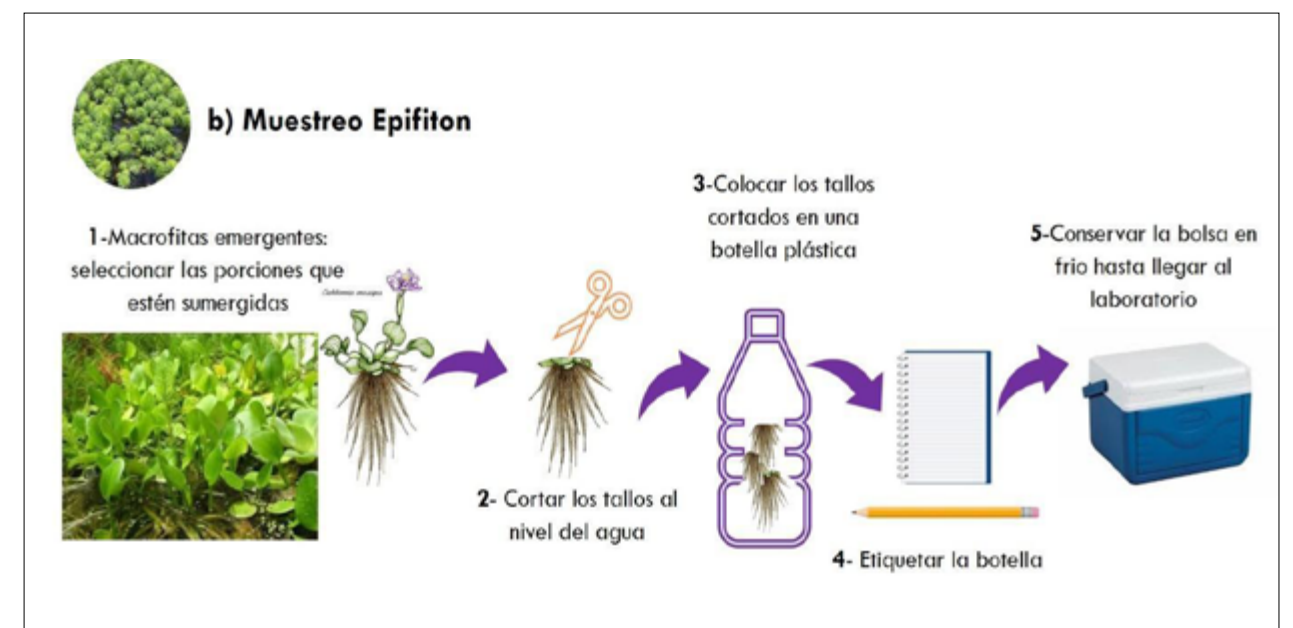 b) Muestreo Epifiton
1-Macrofitas emergentes:
seleccionar las porciones que
estén sumergidas
2- Cortar los tallos al
nivel del agua
3-Colocar los tallos
cortados en una
botella plástica
4- Etiquetar la botella
5-Conservar la bolsa en
frio hasta llegar al
laboratorio